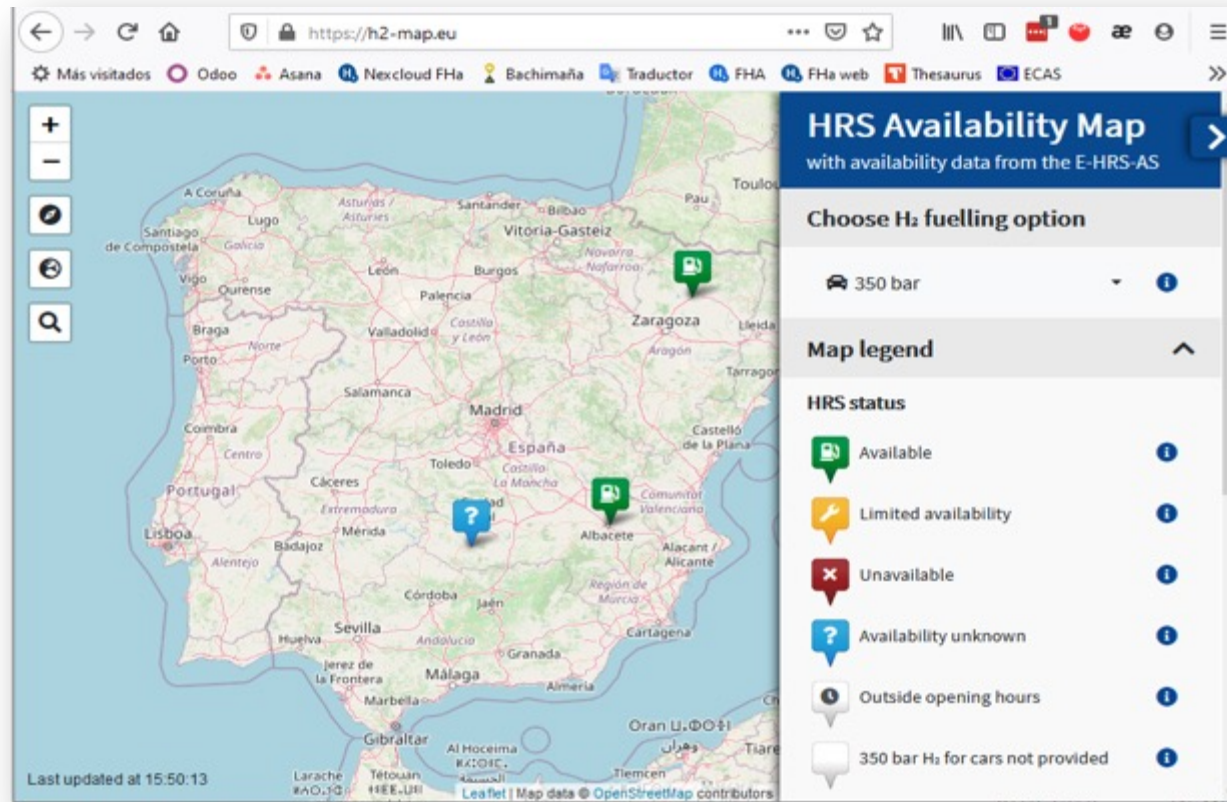 https://h2-map.eu
1
Más visitados Odoo Asana Nexcloud FHa Bachimaña Traductor FHA FHa web Thesaurus ECAS
HRS Availability Map
with availability data from the E-HRS-AS
Choose H₂ fuelling option
350 bar
Map legend
HRS status
Available
Limited availability
Unavailable
Availability unknown
Outside opening hours
350 bar H₂ for cars not provided
A Coruña
Lugo
Asturias /
Asturies
Santander
Bilbao
Toulou
Pau
Santiago
de Compostela
Galicia
Vitoria-Gasteiz
Navarra
Nafarroa
Vigo
Ourense
León
Burgos
Palencia
Braga
Norte
Porto
Valladolid
Castilla
y León
Zaragoza
Lleida
Aragón
Tarragon
Salamanca
Madrid
Coimbra
Centro
España
Castelló
de la Plana
Toledo
Castilla
La Mancha
Cáceres
Portugal
Extremadura
Comunitat
Valenciana
Lisboa
Mérida
Badajoz
Albacete
Alentejo
Alacant /
Alicante
Córdoba
Jaén
Región de
Murcia
Sevilla
Huelva
Andalucía
Cartagena
Granada
Jerez de
la Frontera
Málaga
Almería
Marbella
Gibraltar
Oran
Al Hoceima
وهران
Tiare
Larache
Tétouan
Tlemcen
Last updated at 15:50:13
Leaflet | Map data © OpenStreetMap contributors